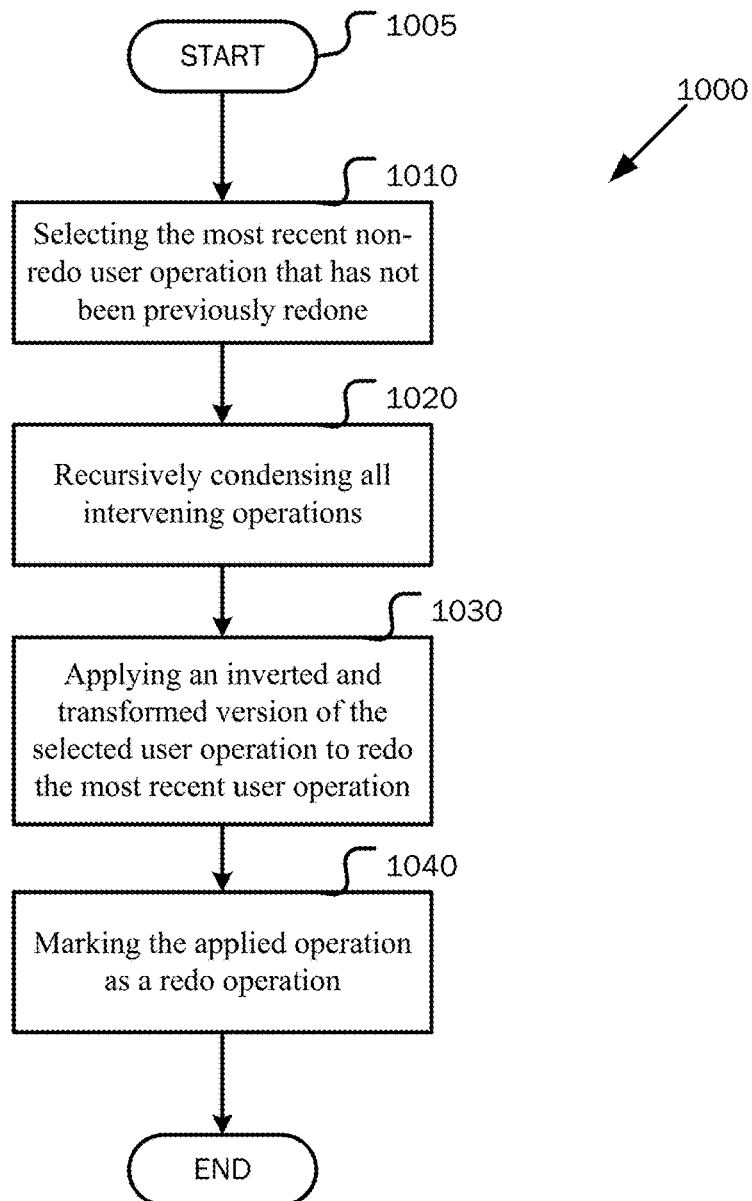 START
1005
1000
1010
Selecting the most recent non-
redo user operation that has not
been previously redone
1020
Recursively condensing all
intervening operations
1030
Applying an inverted and
transformed version of the
selected user operation to redo
the most recent user operation
1040
Marking the applied operation
as a redo operation
END